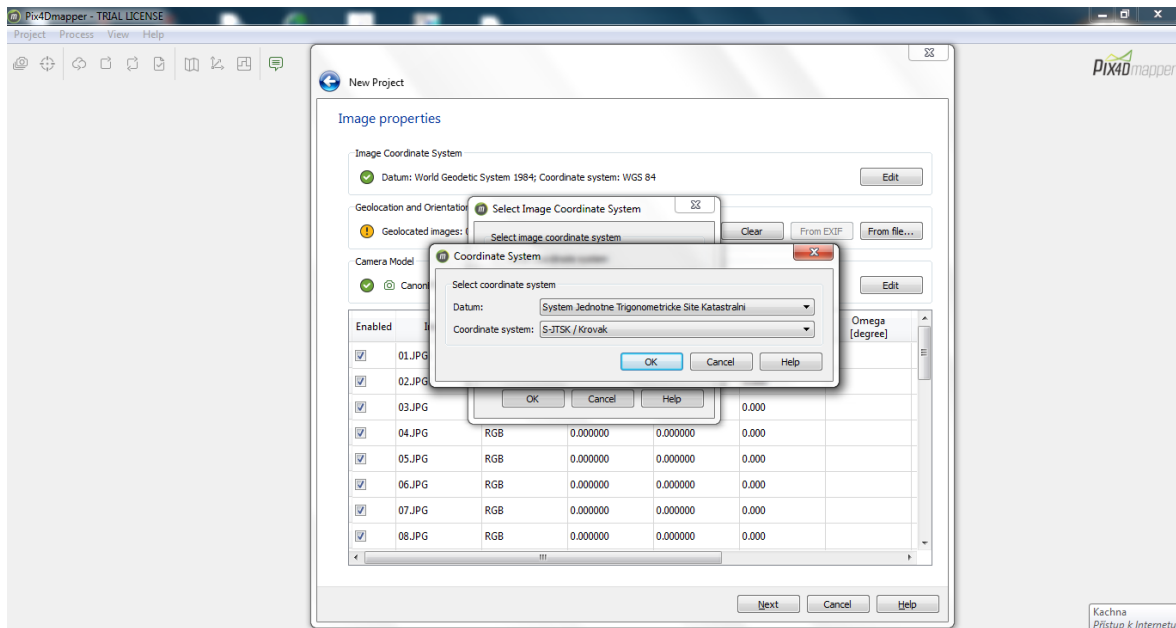 Pix4Dmapper - TRIAL LICENSE
Project Process View Help
PIX4Dmapper
New Project
Image properties
Image Coordinate System
Datum: World Geodetic System 1984; Coordinate system: WGS 84
Edit
Geolocation and Orientation
Geolocated images:
Clear
From EXIF
From file...
Select Image Coordinate System
Select image coordinate system
Camera Model
Edit
Coordinate System
Select coordinate system
Datum: System Jednotne Trigonometricke Site Katastralni
Coordinate system: S-JTSK / Krovak
OK Cancel Help
Enabled
Omega
[degree]
01.JPG
02.JPG
OK Cancel Help
03.JPG 0.000
04.JPG RGB 0.000000 0.000000 0.000
05.JPG RGB 0.000000 0.000000 0.000
06.JPG RGB 0.000000 0.000000 0.000
07.JPG RGB 0.000000 0.000000 0.000
08.JPG RGB 0.000000 0.000000 0.000
Next Cancel Help
Kachna
Přístup k Internetu